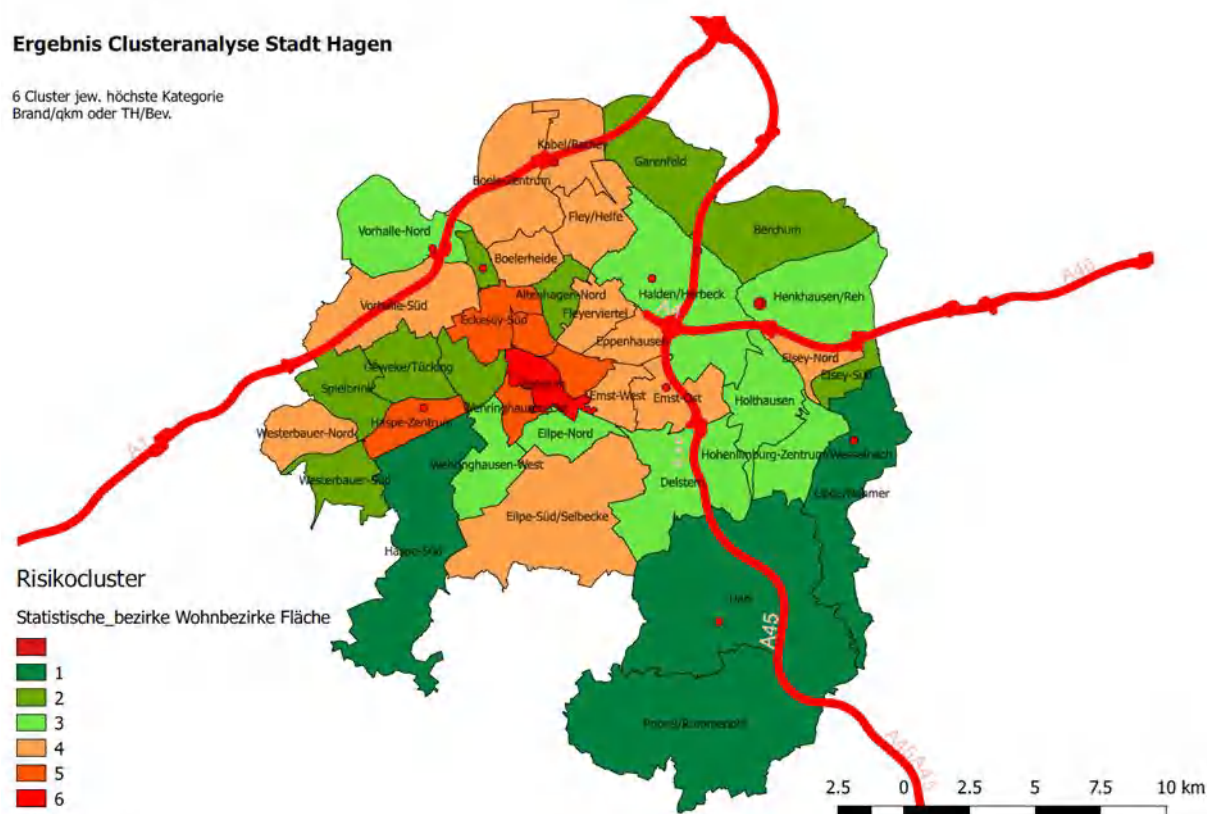 Ergebnis Clusteranalyse Stadt Hagen
6 Cluster jew. höchste Kategorie
Brand/qkm oder TH/Bev.
Kabel/Bathey
Garenfeld
Boele-Zentrum
Fley/Helfe
Vorhalle-Nord
Berchum
Boelerheide
A46
Halden/Herbeck
Henkhausen/Reh
Altenhagen-Nord
Vorhalle-Süd
Fleyerviertel
Eckesey-Süd
Eppenhausen
Elsey-Nord
Geweke/Tücking
Elsey-Süd
Spielbrink
Emst-West
Emst-Ost
Holthausen
Haspe-Zentrum
Westerbauer-Nord
Eilpe-Nord
A1
Hohenlimburg-Zentrum/Wesselbach
Wehringhausen-West
Westerbauer-Süd
Delstern
Eilpe-Süd/Selbecke
Haspe-Süd
A45
Risikocluster
Statistische_bezirke Wohnbezirke Fläche
1
2
3
4
5
6
2.5 0 2.5 5 7.5 10 km